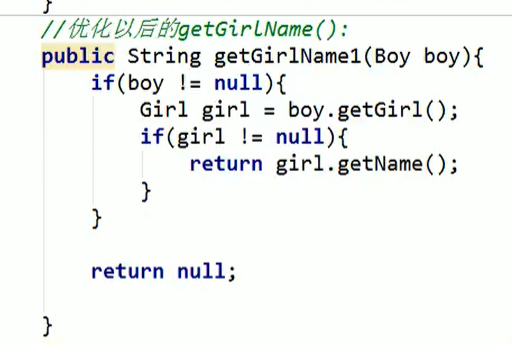 }
//优化以后的getGirlName():
public String getGirlName1(Boy boy){
    if(boy != null){
        Girl girl = boy.getGirl();
        if(girl != null){
            return girl.getName();
        }
    }

    return null;

}